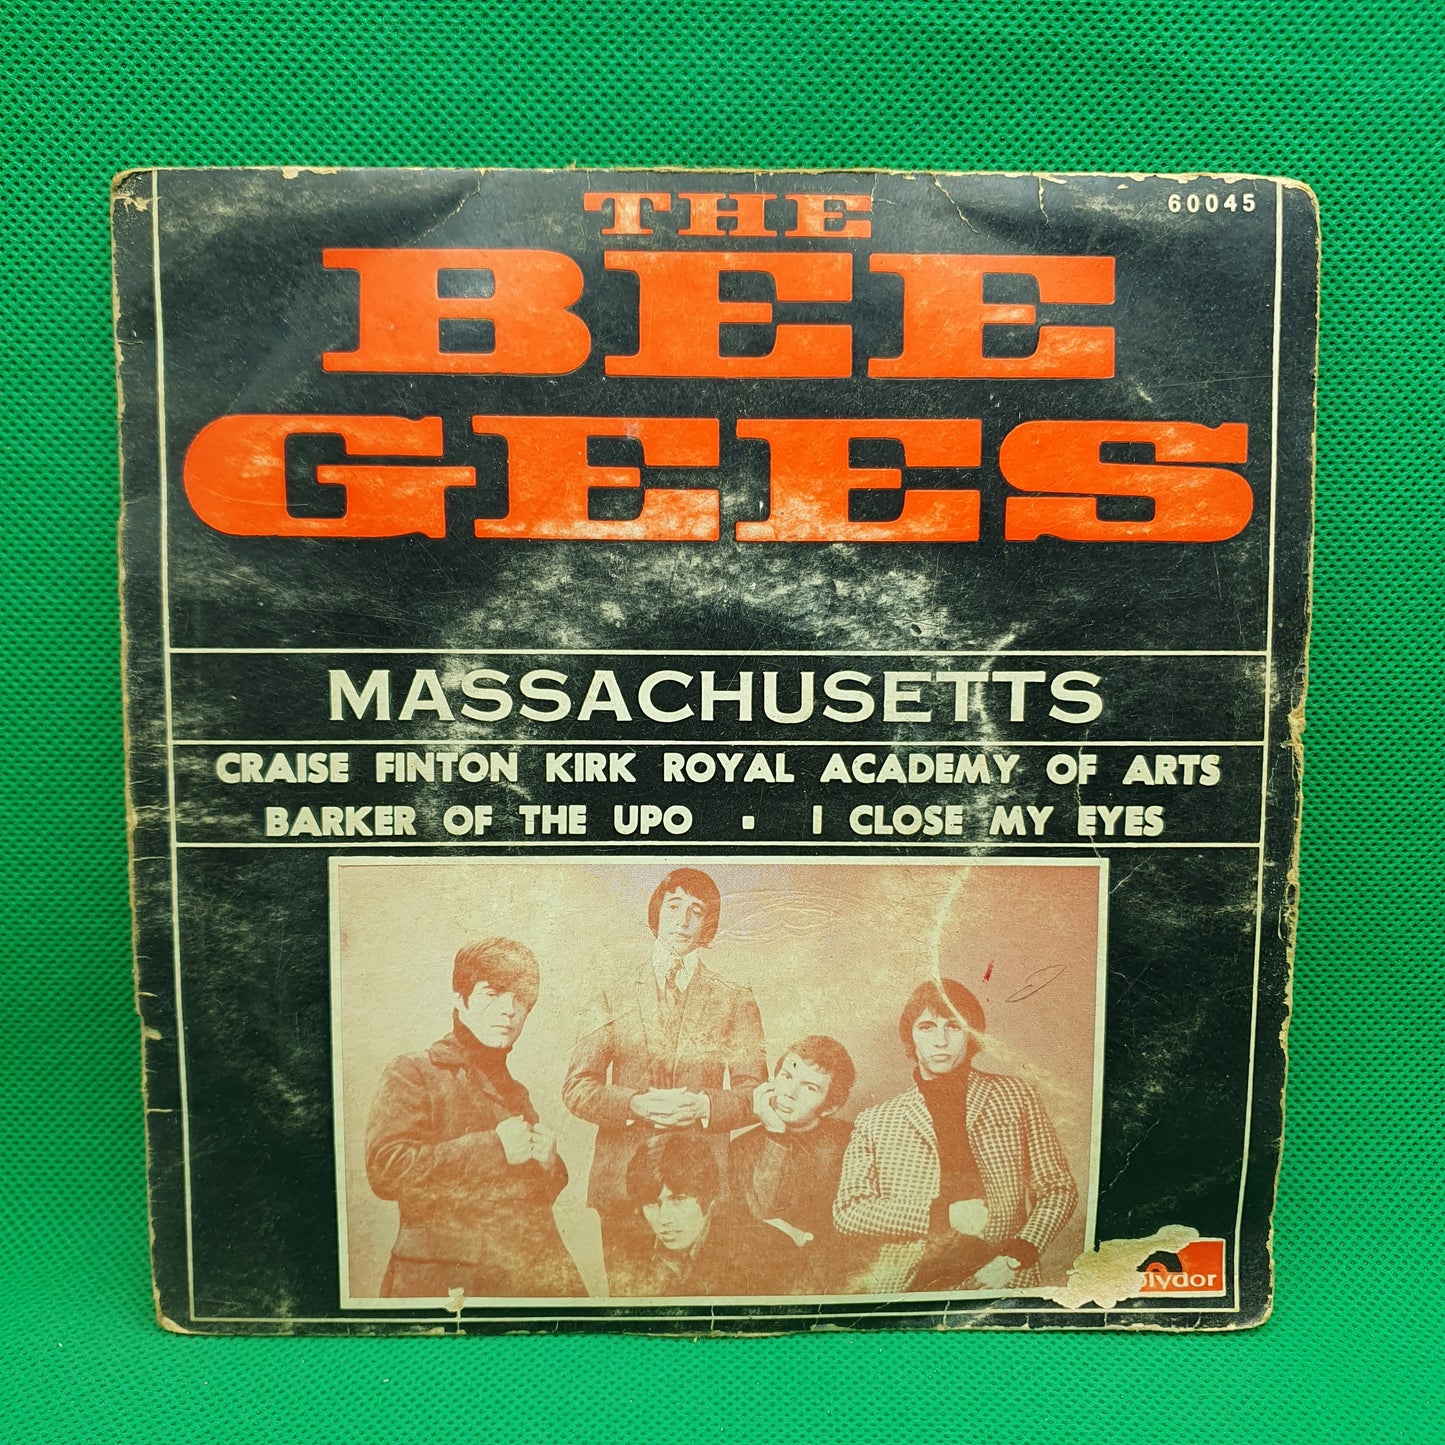 60045
THE
BEE
GEES
MASSACHUSETTS
CRAISE FINTON KIRK ROYAL ACADEMY OF ARTS
BARKER OF THE UPO ▪ I CLOSE MY EYES